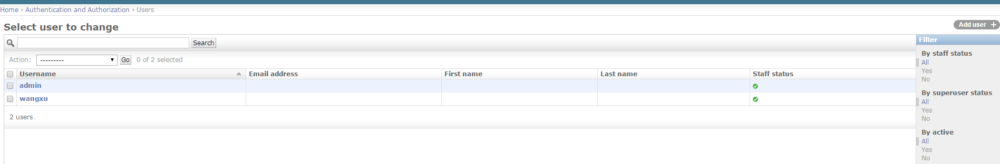 Home › Authentication and Authorization › Users
Select user to change
Add user +
Search
Action: --------- Go 0 of 2 selected
Username Email address First name Last name Staff status
admin
wangxu
2 users
Filter
By staff status
All
Yes
No
By superuser status
All
Yes
No
By active
All
Yes
No